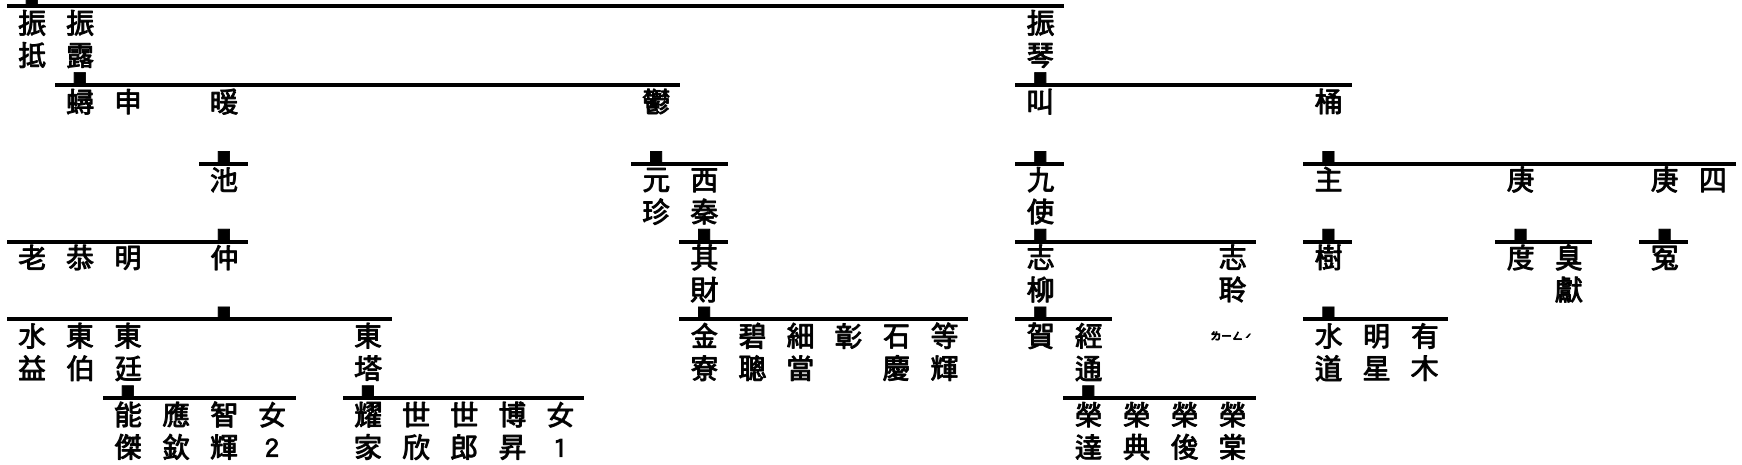 振抵 振露 振琴
蟳 申 暖 鬱 叫 桶
池 元珍 西秦 九使 主 庚 庚 四
老 恭 明 仲 其財 志柳 志聆 樹 度 臭獻 冤
水益 東伯 東廷 東塔 金寮 碧聰 細當 彰 石慶 等輝 賀 經通 ㄌㄧㄥˊ 水道 明星 有木
能傑 應欽 智輝 女2 耀家 世欣 世郎 博昇 女1 榮達 榮典 榮俊 榮棠